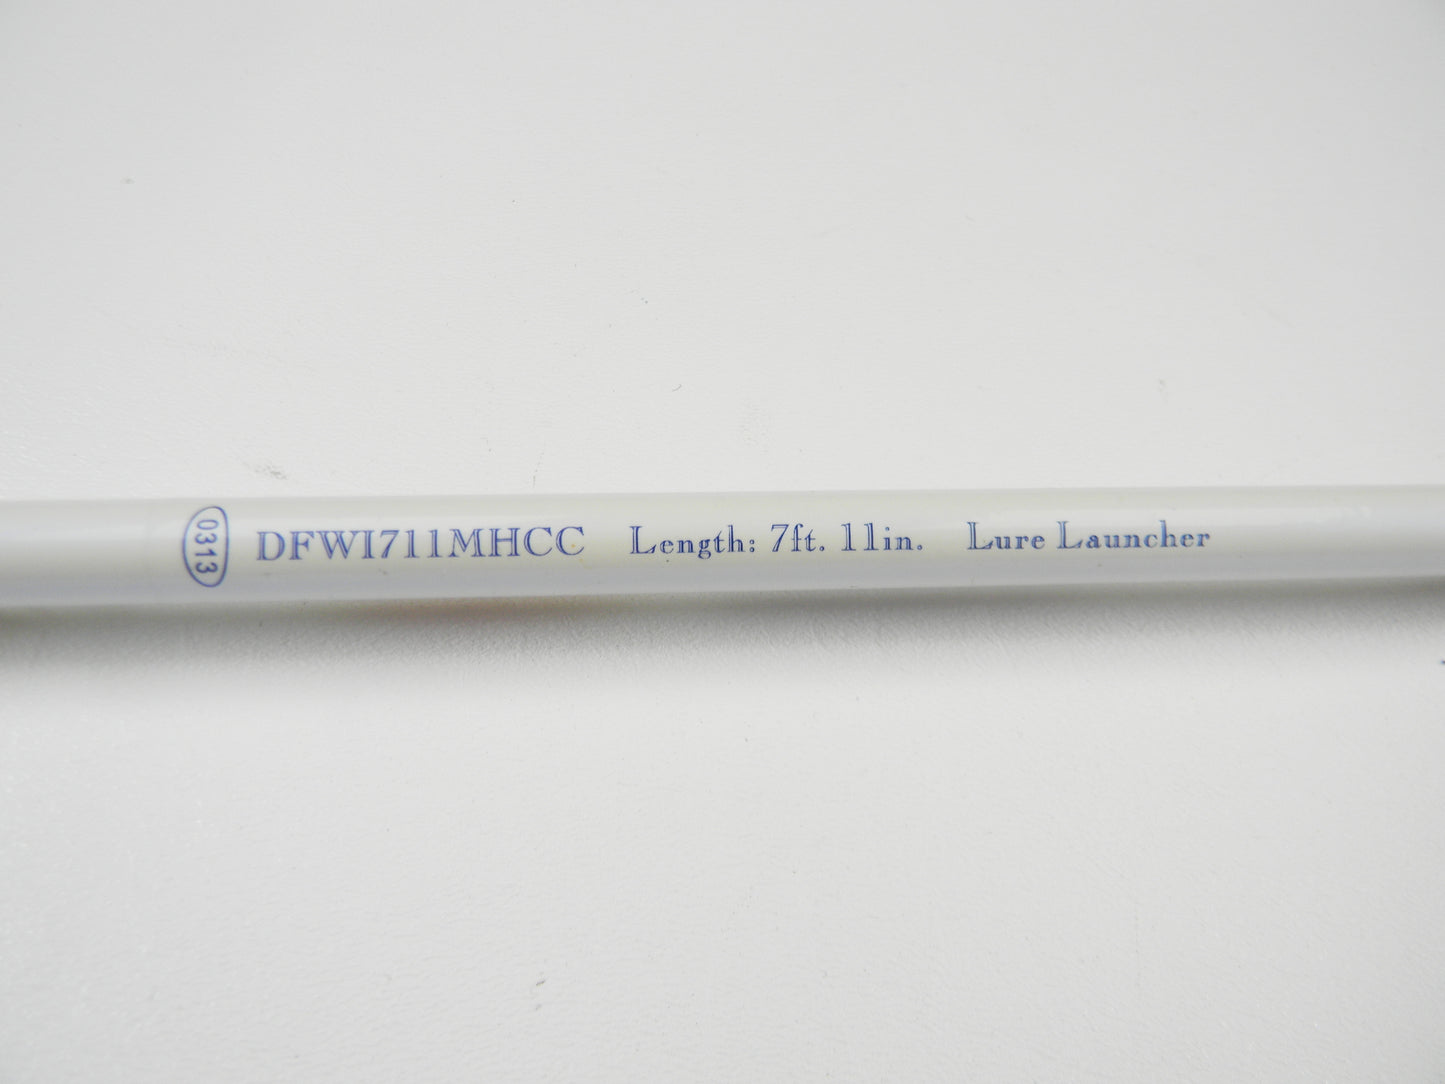 0313 DFWI711MHCC Length: 7ft. 11in. Lure Launcher